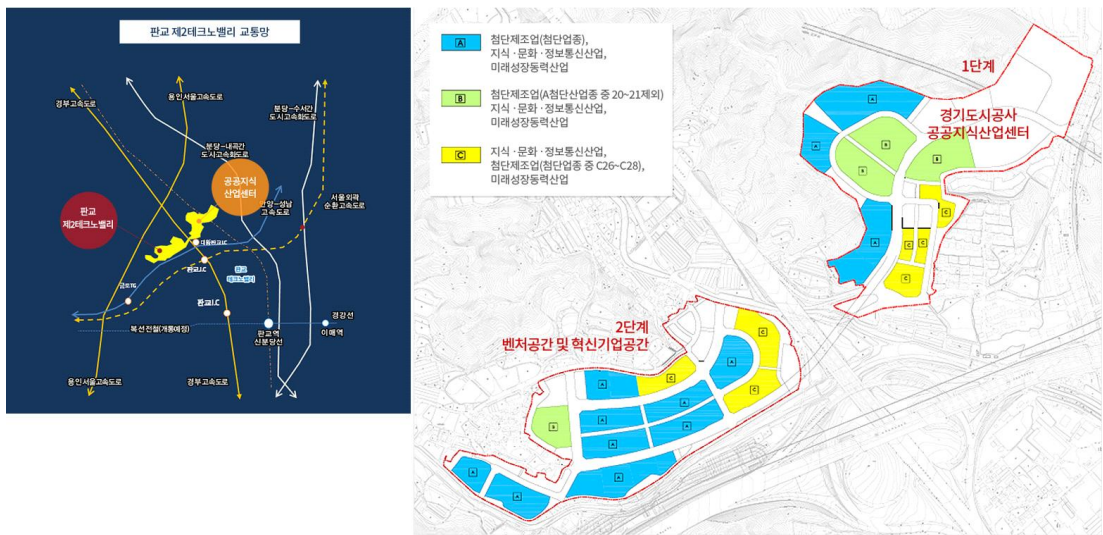 판교 제2테크노밸리 교통망
경부고속도로
용인서울고속도로
분당-수서간
도시고속화도로
분당-내곡간
도시고속화도로
공공지식
산업센터
서울외곽
순환고속도로
고속도로
판교
제2테크노밸리
대왕판교I.C
판교J.C
판교
테크노밸리
금토TG
판교I.C
경강선
복선전철(개통예정)
판교역
신분당선
이매역
용인서울고속도로
경부고속도로
A
첨단제조업(첨단업종),
지식·문화·정보통신산업,
미래성장동력산업
B
첨단제조업(A첨단산업종 중 20~21제외)
지식·문화·정보통신산업,
미래성장동력산업
C
지식·문화·정보통신산업,
첨단제조업(첨단업종 중 C26~C28),
미래성장동력산업
1단계
경기도시공사
공공지식산업센터
A
A
B
B
B
A
C
C
C
C
2단계
벤처공간 및 혁신기업공간
C
A
C
A
C
A
A
A
A
B
A
A
A